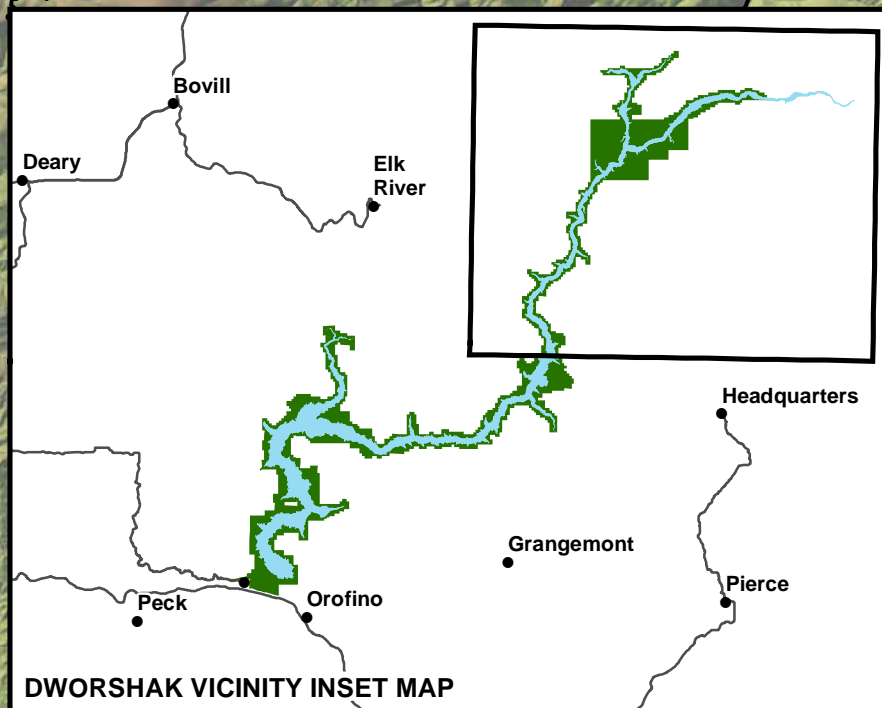 Bovill
Deary
Elk
River
Headquarters
Grangemont
Pierce
Peck
Orofino
DWORSHAK VICINITY INSET MAP